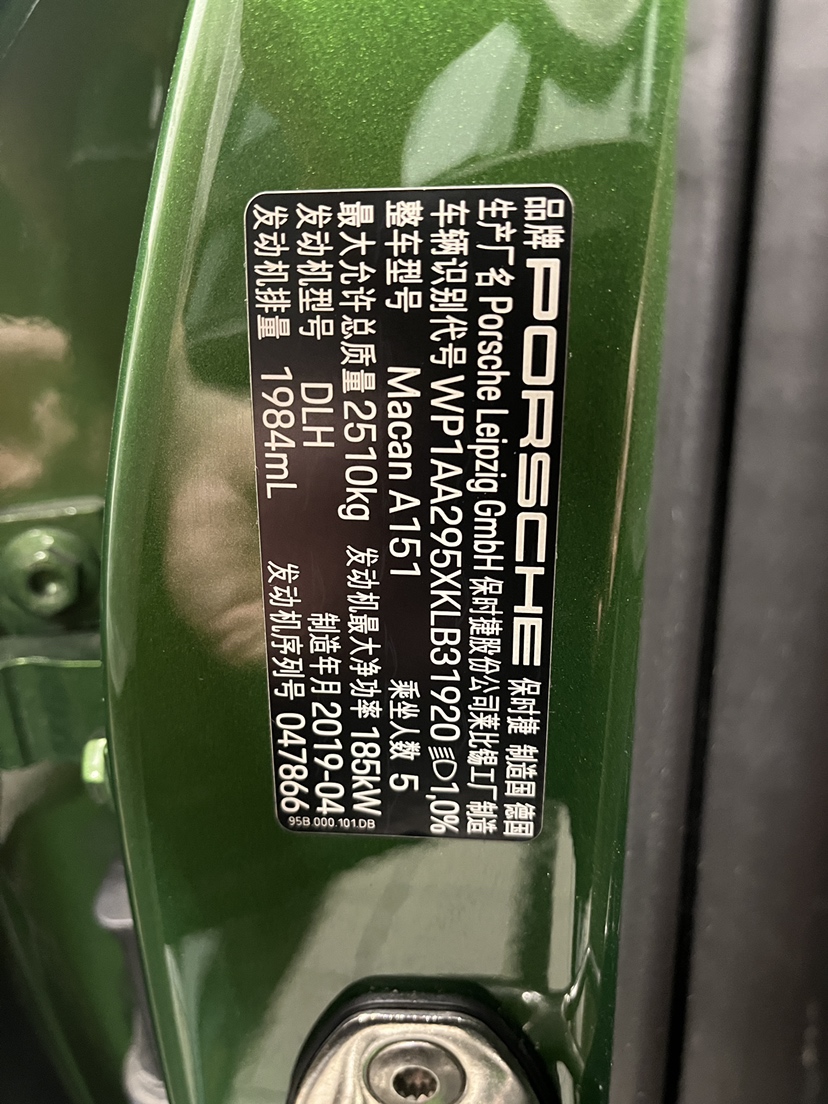 品牌 PORSCHE 保时捷 制造国 德国
生产厂名 Porsche Leipzig GmbH 保时捷股份公司莱比锡工厂制造
车辆识别代号 WP1AA295XKLB31920 1,0%
整车型号 Macan A151 乘坐人数 5
最大允许总质量 2510kg 发动机最大净功率 185kW
发动机型号 DLH 制造年月 2019-04
发动机排量 1984mL 发动机序列号 047866
95B.000.101.DB